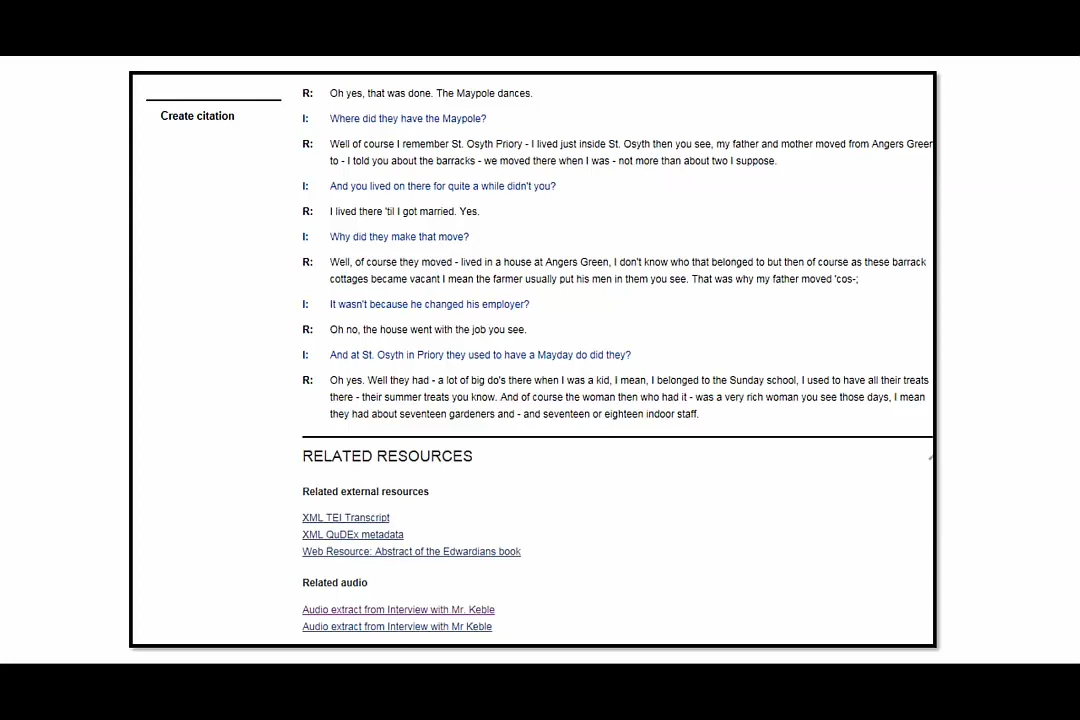 Create citation
R: Oh yes, that was done. The Maypole dances.
I: Where did they have the Maypole?
R: Well of course I remember St. Osyth Priory - I lived just inside St. Osyth then you see, my father and mother moved from Angers Green
to - I told you about the barracks - we moved there when I was - not more than about two I suppose.
I: And you lived on there for quite a while didn't you?
R: I lived there 'til I got married. Yes.
I: Why did they make that move?
R: Well, of course they moved - lived in a house at Angers Green, I don't know who that belonged to but then of course as these barrack
cottages became vacant I mean the farmer usually put his men in them you see. That was why my father moved 'cos-;
I: It wasn't because he changed his employer?
R: Oh no, the house went with the job you see.
I: And at St. Osyth in Priory they used to have a Mayday do did they?
R: Oh yes. Well they had - a lot of big do's there when I was a kid, I mean, I belonged to the Sunday school, I used to have all their treats
there - their summer treats you know. And of course the woman then who had it - was a very rich woman you see those days, I mean
they had about seventeen gardeners and - and seventeen or eighteen indoor staff.
RELATED RESOURCES
Related external resources
XML TEI Transcript
XML QuDEx metadata
Web Resource: Abstract of the Edwardians book
Related audio
Audio extract from Interview with Mr. Keble
Audio extract from Interview with Mr Keble